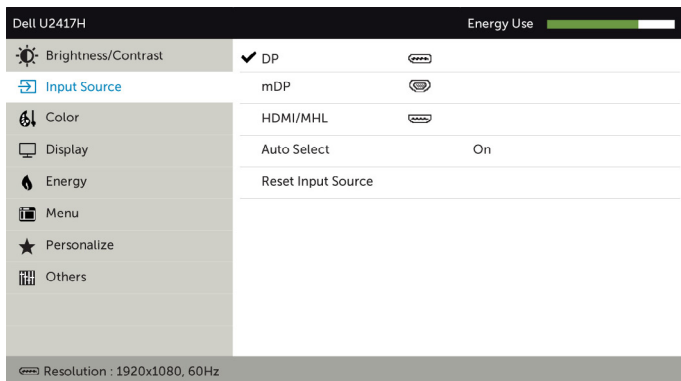 Dell U2417H Energy Use
Brightness/Contrast
Input Source
Color
Display
Energy
Menu
Personalize
Others
DP
mDP
HDMI/MHL
Auto Select On
Reset Input Source
Resolution : 1920x1080, 60Hz